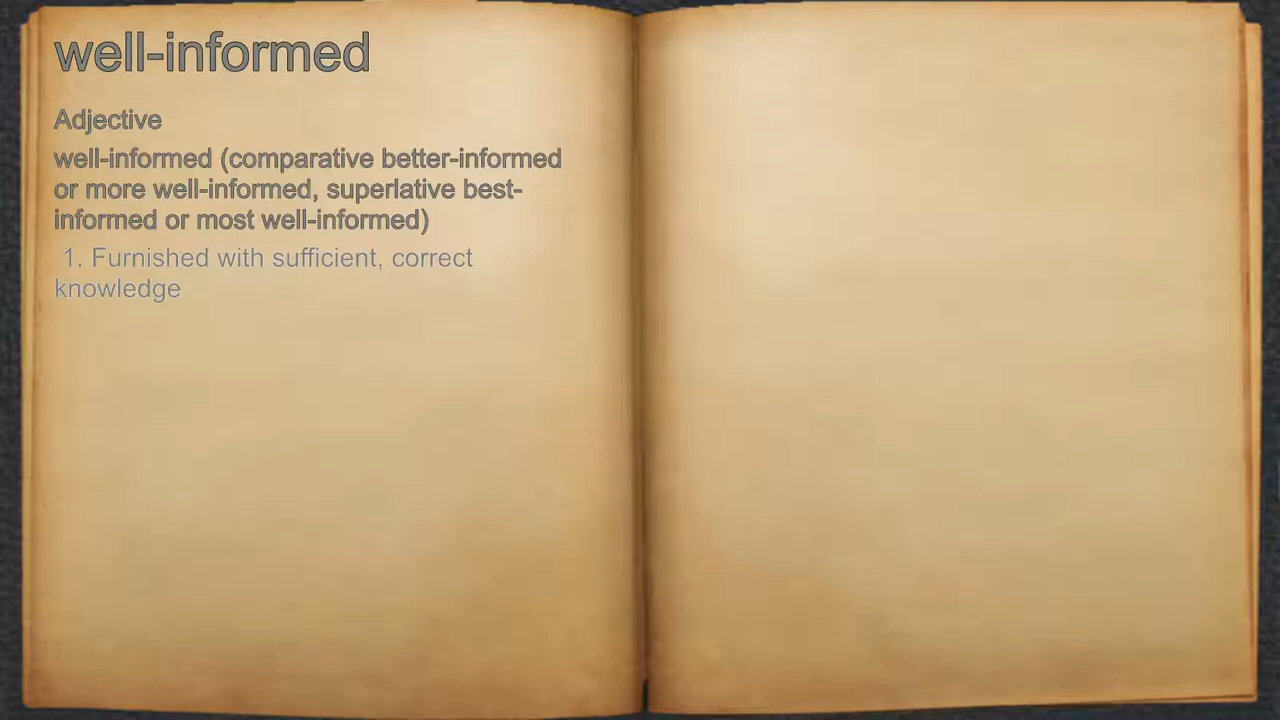 well-informed
Adjective
well-informed (comparative better-informed
or more well-informed, superlative best-
informed or most well-informed)
1. Furnished with sufficient, correct
knowledge